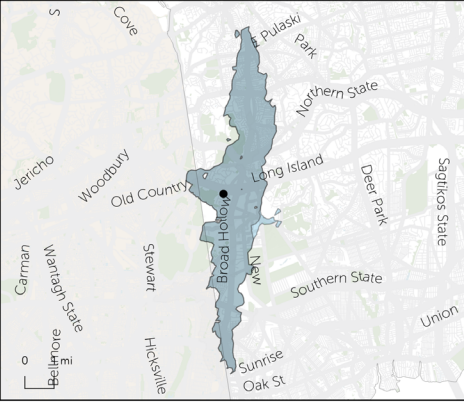 S
Cove
E Pulaski
Park
Northern State
Jericho
Woodbury
Old Country
Long Island
Deer Park
Sagtikos State
Broad Hollow
Carman
Wantagh State
Stewart
New
Southern State
Union
Bellmore
Hicksville
Sunrise
Oak St
0 1 mi